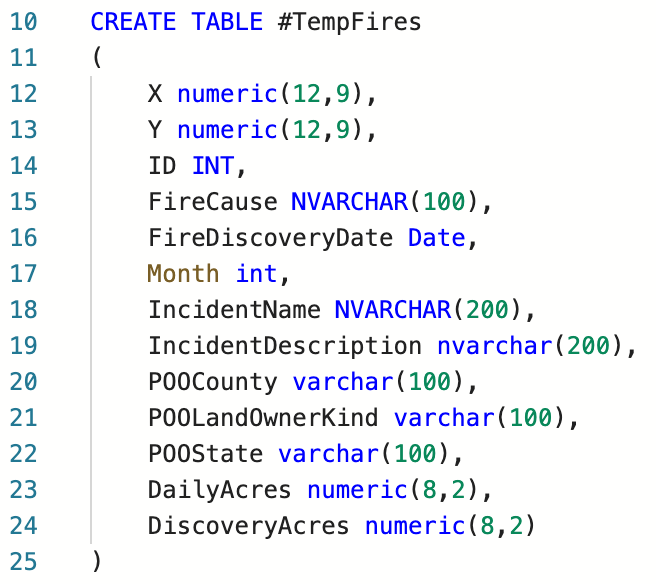 10 CREATE TABLE #TempFires
11 (
12 X numeric(12,9),
13 Y numeric(12,9),
14 ID INT,
15 FireCause NVARCHAR(100),
16 FireDiscoveryDate Date,
17 Month int,
18 IncidentName NVARCHAR(200),
19 IncidentDescription nvarchar(200),
20 POOCounty varchar(100),
21 POOLandOwnerKind varchar(100),
22 POOState varchar(100),
23 DailyAcres numeric(8,2),
24 DiscoveryAcres numeric(8,2)
25 )